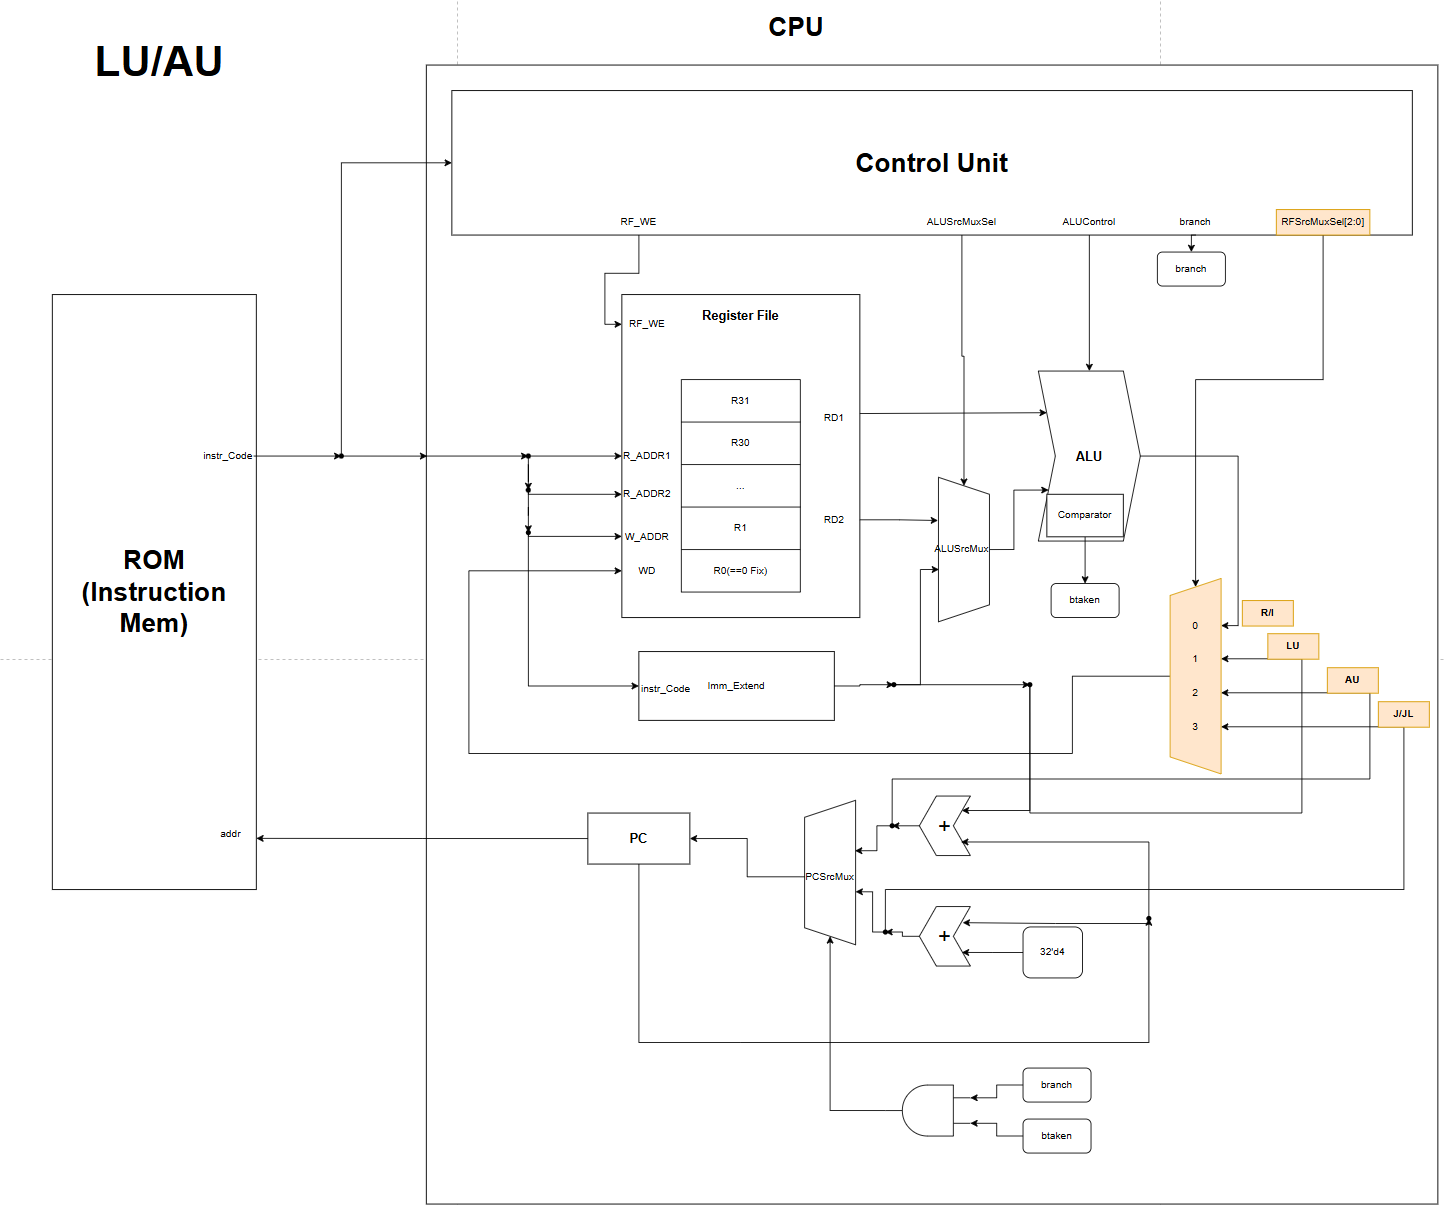 CPU
LU/AU
Control Unit
RF_WE
ALUSrcMuxSel
ALUControl
branch
RFSrcMuxSel[2:0]
branch
Register File
RF_WE
R31
RD1
R30
instr_Code
R_ADDR1
ALU
R_ADDR2
...
Comparator
RD2
R1
W_ADDR
ALUSrcMux
ROM
(Instruction
Mem)
WD
R0(==0 Fix)
btaken
R/I
0
LU
1
AU
2
J/JL
3
instr_Code
Imm_Extend
addr
PC
+
PCSrcMux
+
32'd4
branch
btaken